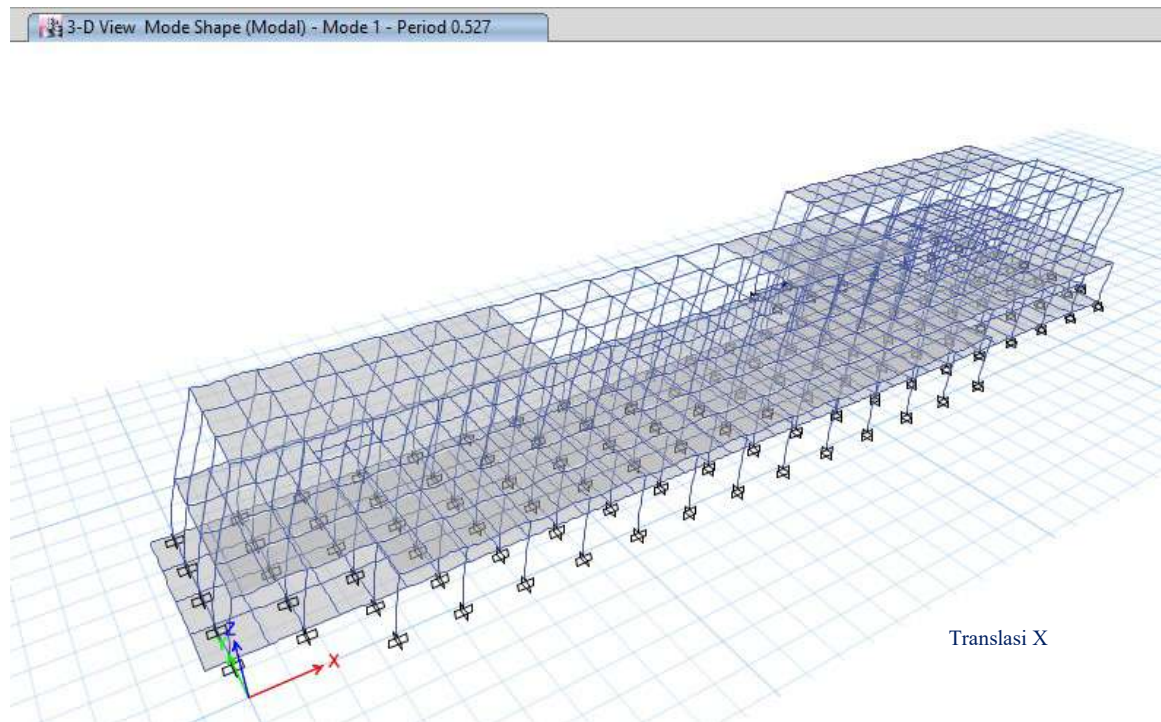 3-D View Mode Shape (Modal) - Mode 1 - Period 0.527
Z
X
Translasi X